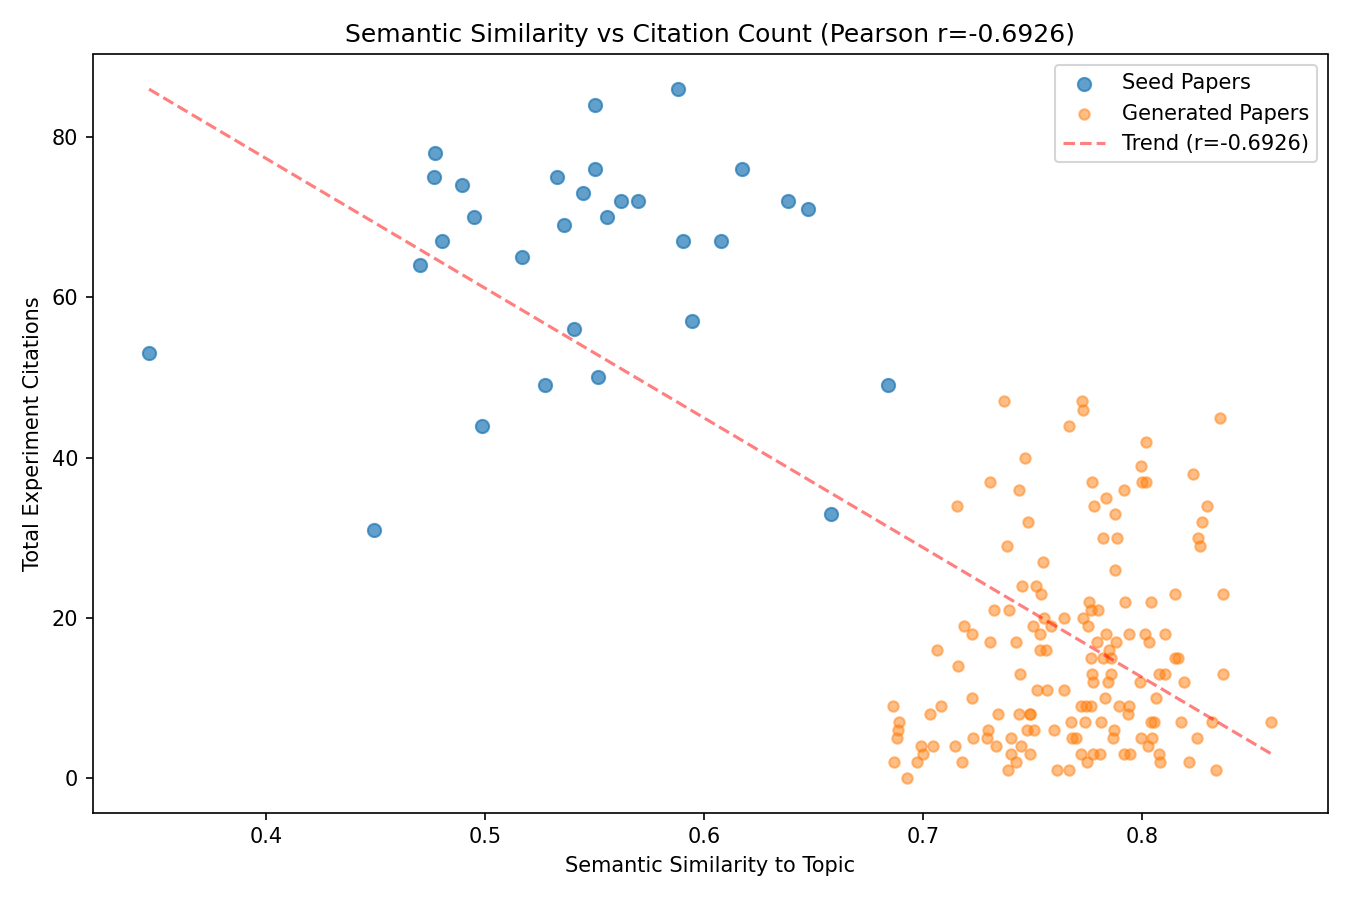 Semantic Similarity vs Citation Count (Pearson r=-0.6926)
Seed Papers
Generated Papers
Trend (r=-0.6926)
Total Experiment Citations
80
60
40
20
0
0.4
0.5
0.6
0.7
0.8
Semantic Similarity to Topic